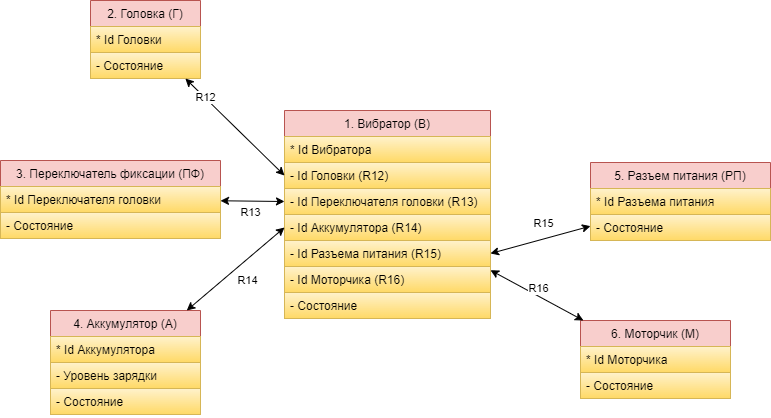 2. Головка (Г)
* Id Головки
- Состояние
R12
1. Вибратор (В)
* Id Вибратора
- Id Головки (R12)
- Id Переключателя головки (R13)
- Id Аккумулятора (R14)
- Id Разъема питания (R15)
- Id Моторчика (R16)
- Состояние
3. Переключатель фиксации (ПФ)
* Id Переключателя головки
- Состояние
R13
5. Разъем питания (РП)
* Id Разъема питания
- Состояние
R15
R14
R16
4. Аккумулятор (А)
* Id Аккумулятора
- Уровень зарядки
- Состояние
6. Моторчик (М)
* Id Моторчика
- Состояние